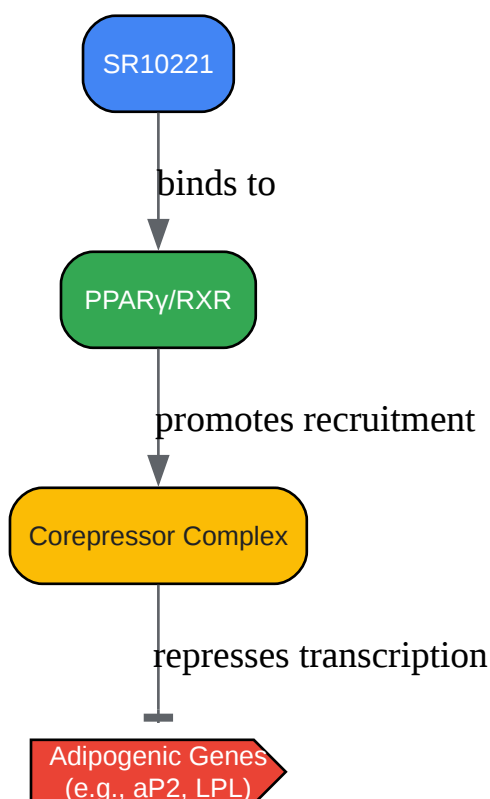 SR10221
binds to
PPARγ/RXR
promotes recruitment
Corepressor Complex
represses transcription
Adipogenic Genes
(e.g., aP2, LPL)